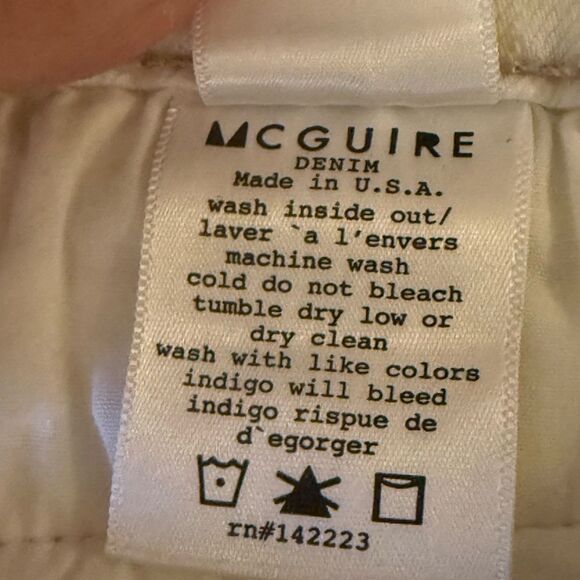 MCGUIRE
DENIM
Made in U.S.A.
wash inside out/
laver `a l'envers
machine wash
cold do not bleach
tumble dry low or
dry clean
wash with like colors
indigo will bleed
indigo rispue de
d`egorger
rn#142223